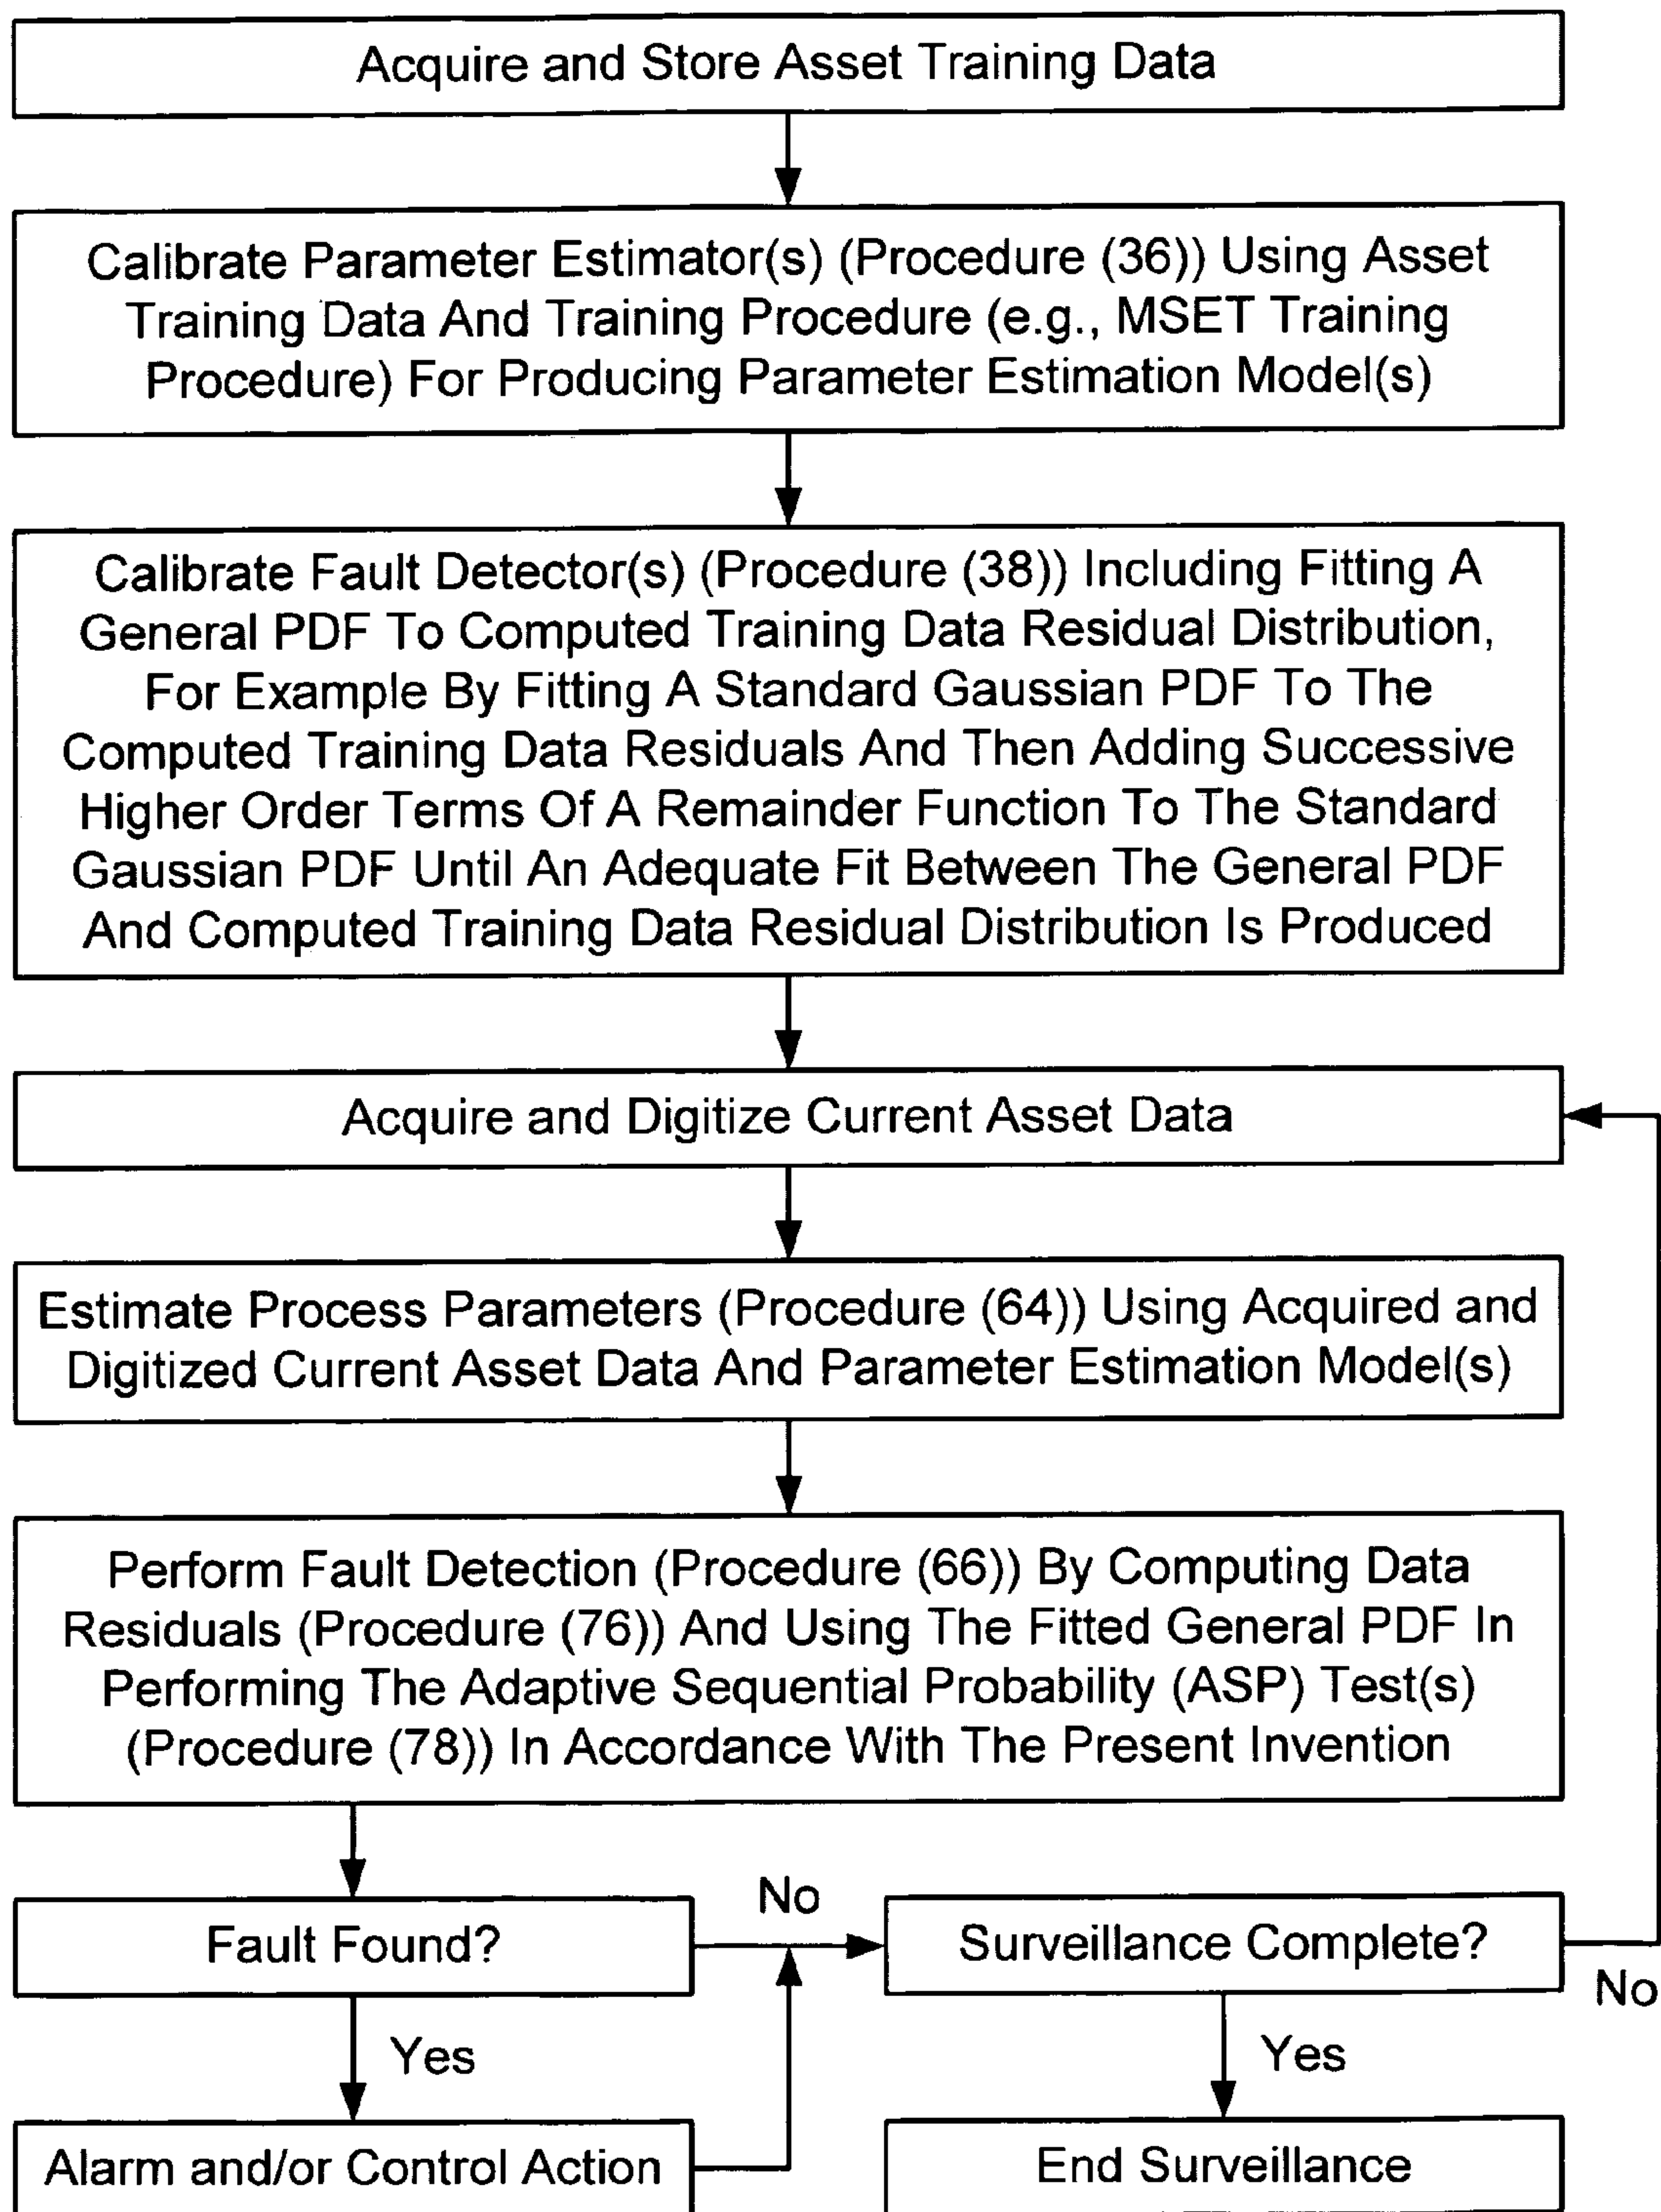 Acquire and Store Asset Training Data
Calibrate Parameter Estimator(s) (Procedure (36)) Using Asset
Training Data And Training Procedure (e.g., MSET Training
Procedure) For Producing Parameter Estimation Model(s)
Calibrate Fault Detector(s) (Procedure (38)) Including Fitting A
General PDF To Computed Training Data Residual Distribution,
For Example By Fitting A Standard Gaussian PDF To The
Computed Training Data Residuals And Then Adding Successive
Higher Order Terms Of A Remainder Function To The Standard
Gaussian PDF Until An Adequate Fit Between The General PDF
And Computed Training Data Residual Distribution Is Produced
Acquire and Digitize Current Asset Data
Estimate Process Parameters (Procedure (64)) Using Acquired and
Digitized Current Asset Data And Parameter Estimation Model(s)
Perform Fault Detection (Procedure (66)) By Computing Data
Residuals (Procedure (76)) And Using The Fitted General PDF In
Performing The Adaptive Sequential Probability (ASP) Test(s)
(Procedure (78)) In Accordance With The Present Invention
Fault Found?
No
Surveillance Complete?
No
Yes
Yes
Alarm and/or Control Action
End Surveillance